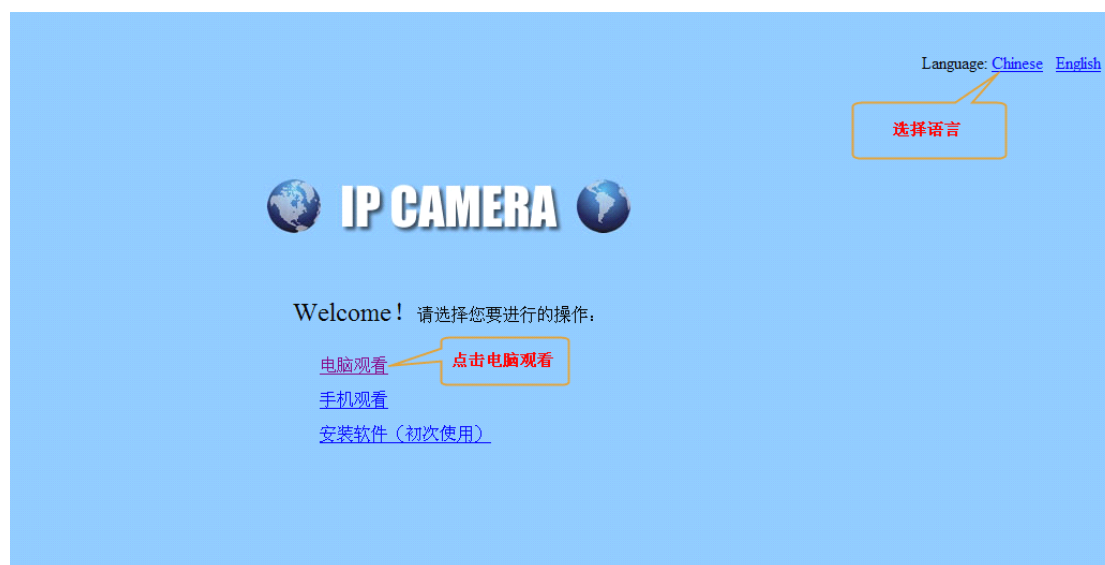 Language: Chinese English
选择语言
IP CAMERA
Welcome! 请选择您要进行的操作:
电脑观看
点击电脑观看
手机观看
安装软件（初次使用）